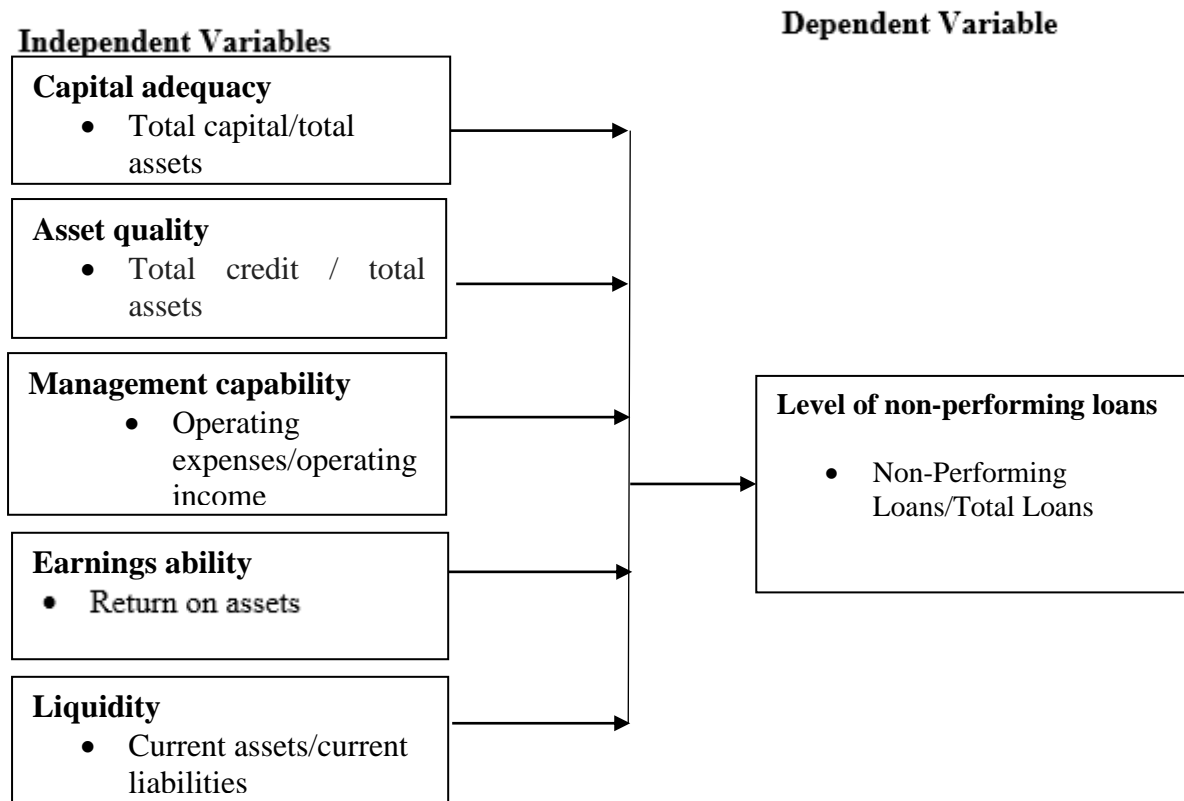 Independent Variables
Capital adequacy
• Total capital/total
assets
Asset quality
• Total credit / total
assets
Management capability
• Operating
expenses/operating
income
Earnings ability
• Return on assets
Liquidity
• Current assets/current
liabilities
Dependent Variable
Level of non-performing loans
• Non-Performing
Loans/Total Loans